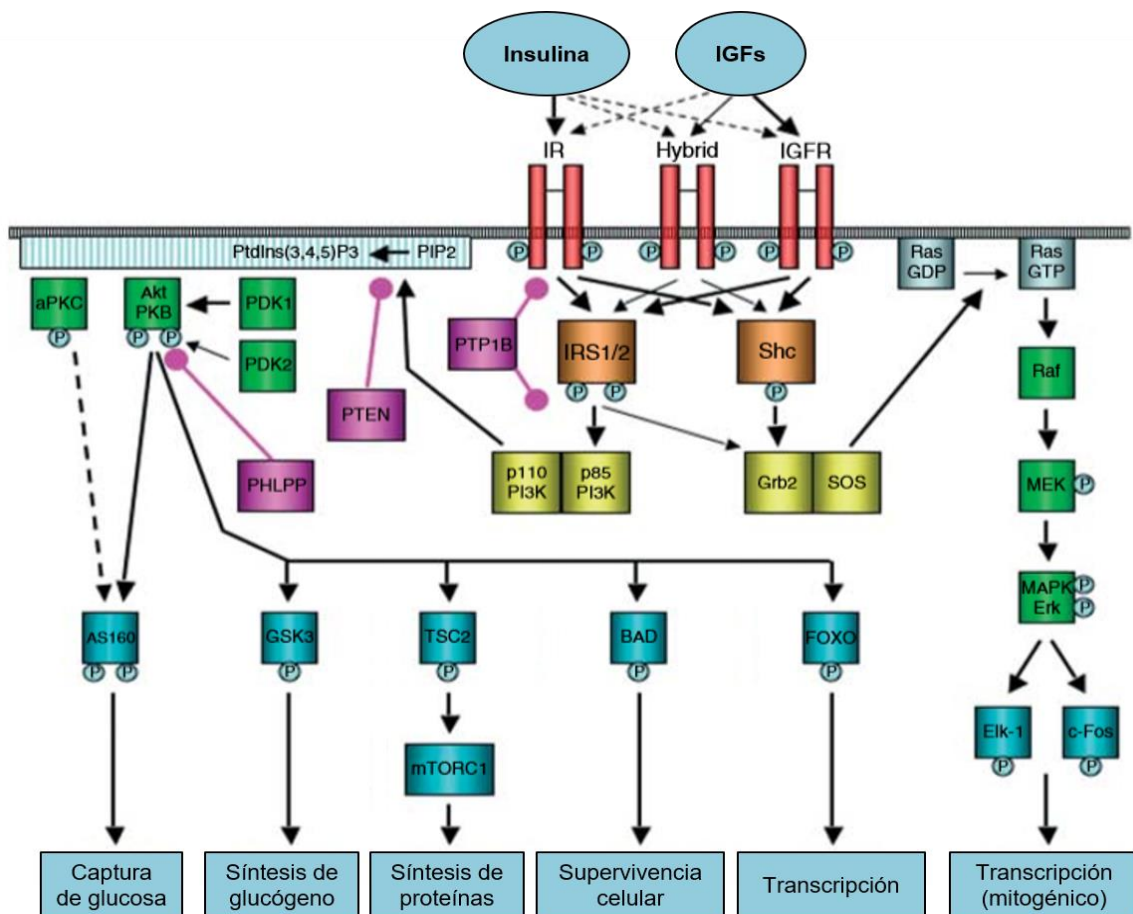 Insulina
IGFs
IR
Hybrid
IGFR
PtdIns(3,4,5)P3
PIP2
P
P
P
P
P
P
Ras
GDP
Ras
GTP
aPKC
P
Akt
PKB
P
P
PDK1
PDK2
PTEN
PHLPP
PTP1B
IRS1/2
P
P
Shc
P
Raf
p110
PI3K
p85
PI3K
Grb2
SOS
MEK
P
MAPK
Erk
P
P
AS160
P
P
GSK3
P
TSC2
P
BAD
P
FOXO
P
mTORC1
Elk-1
P
c-Fos
P
Captura
de glucosa
Síntesis de
glucógeno
Síntesis de
proteínas
Supervivencia
celular
Transcripción
Transcripción
(mitogénico)